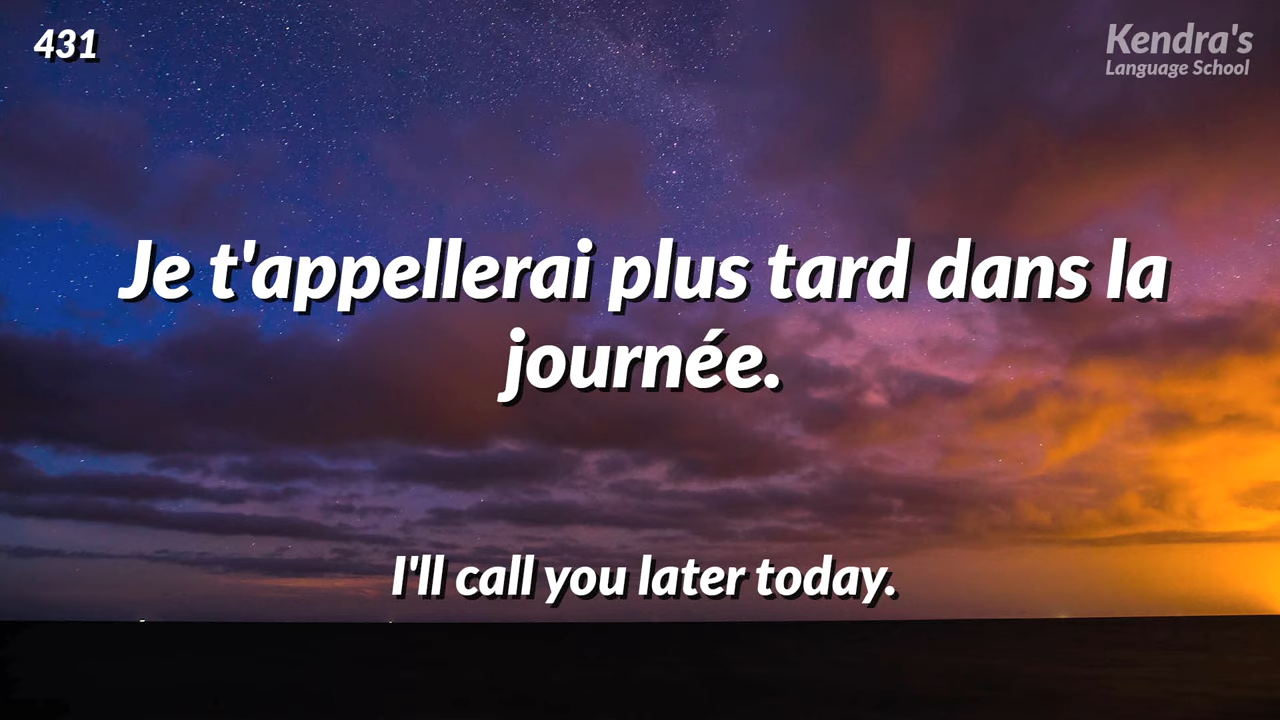 431
Kendra's
Language School
Je t'appellerai plus tard dans la
journée.
I'll call you later today.